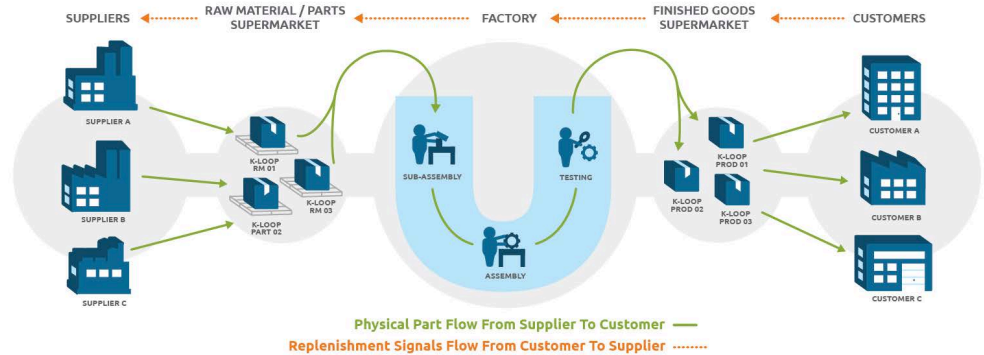 SUPPLIERS
RAW MATERIAL / PARTS
SUPERMARKET
FACTORY
FINISHED GOODS
SUPERMARKET
CUSTOMERS
SUPPLIER A
SUPPLIER B
SUPPLIER C
K-LOOP
RM 01
K-LOOP
RM 03
K-LOOP
PART 02
SUB-ASSEMBLY
TESTING
ASSEMBLY
K-LOOP
PROD 01
K-LOOP
PROD 02
K-LOOP
PROD 03
CUSTOMER A
CUSTOMER B
CUSTOMER C
Physical Part Flow From Supplier To Customer
Replenishment Signals Flow From Customer To Supplier